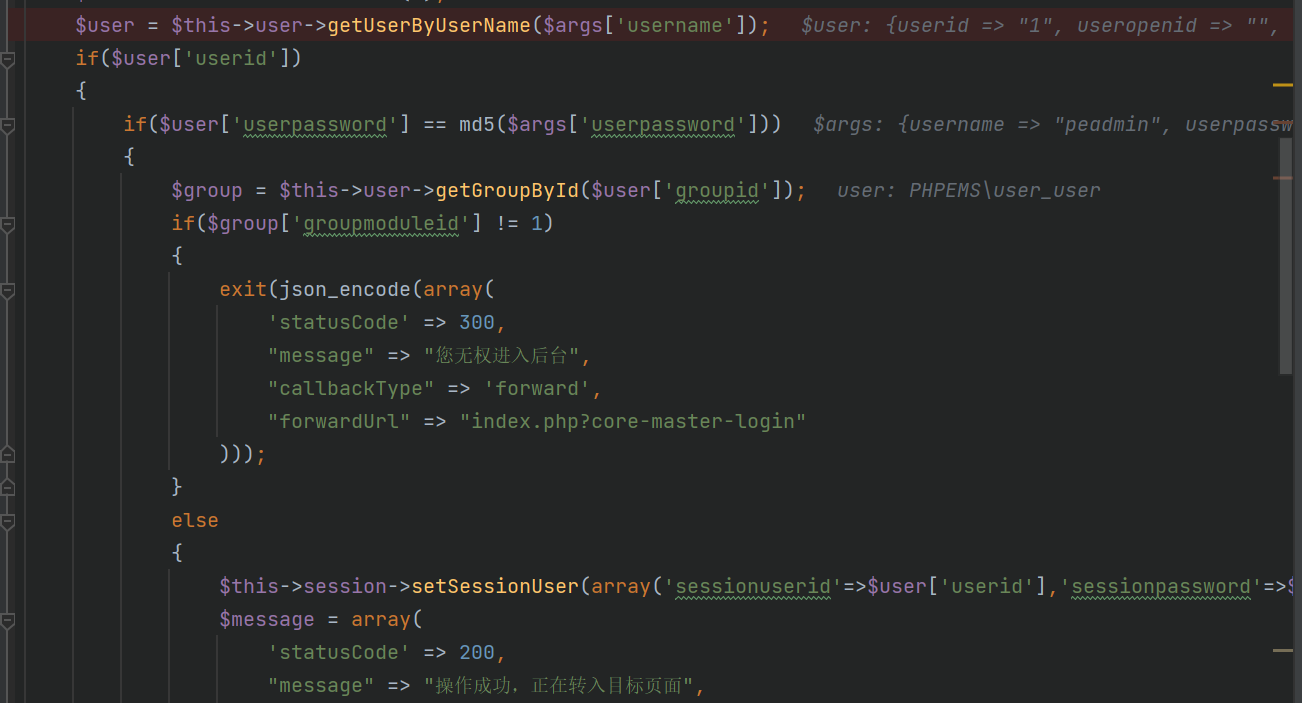 $user = $this->user->getUserByUserName($args['username']); $user: {userid => "1", useropenid => "",
if($user['userid'])
{
if($user['userpassword'] == md5($args['userpassword'])) $args: {username => "peadmin", userpassw
{
$group = $this->user->getGroupById($user['groupid']); user: PHPEMS\user_user
if($group['groupmoduleid'] != 1)
{
exit(json_encode(array(
'statusCode' => 300,
"message" => "您无权进入后台",
"callbackType" => 'forward',
"forwardUrl" => "index.php?core-master-login"
)));
}
else
{
$this->session->setSessionUser(array('sessionuserid'=>$user['userid'],'sessionpassword'=>$
$message = array(
'statusCode' => 200,
"message" => "操作成功，正在转入目标页面",